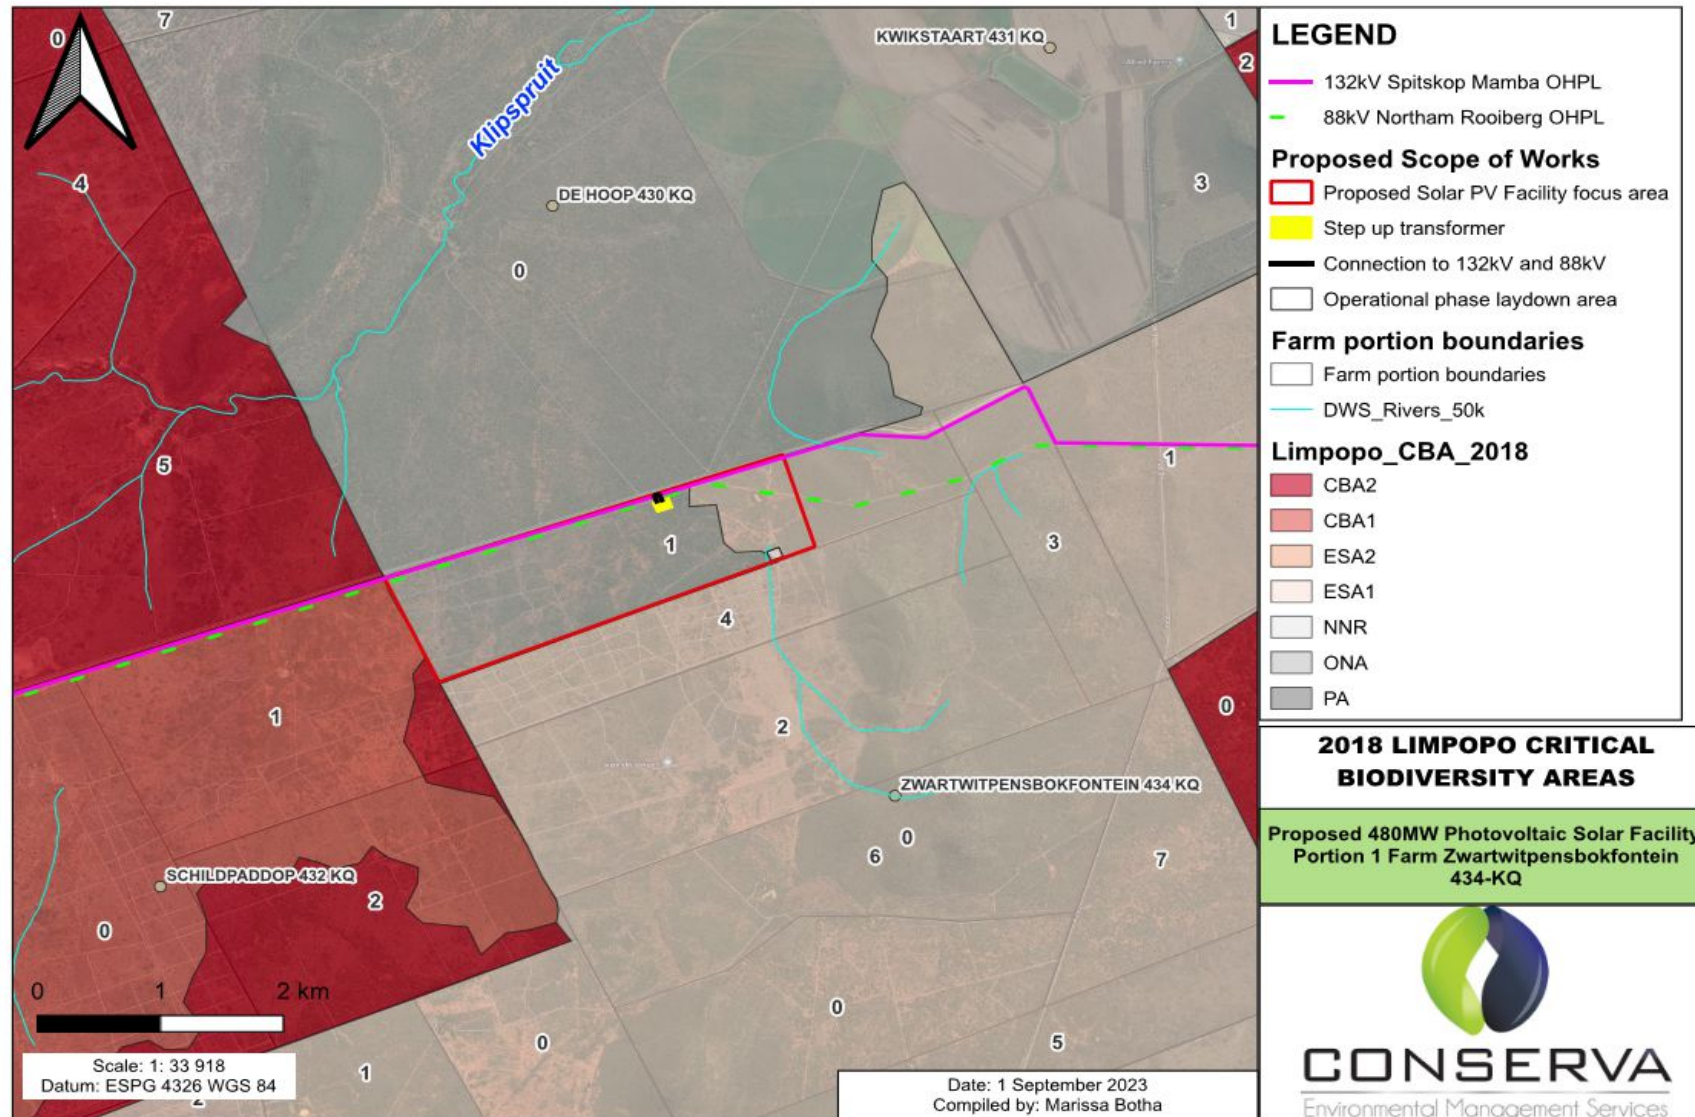 7
0
KWIKSTAART 431 KQ
1
2
Klipspruit
4
DE HOOP 430 KQ
3
0
5
1
1
3
4
1
2
ZWARTWITPENSBOKFONTEIN 434 KQ
0
6
7
0
SCHILDPADDOP 432 KQ
2
0
0
0
5
1
2
0 1 2 km
Scale: 1: 33 918
Datum: ESPG 4326 WGS 84
Date: 1 September 2023
Compiled by: Marissa Botha
LEGEND
132kV Spitskop Mamba OHPL
88kV Northam Rooiberg OHPL
Proposed Scope of Works
Proposed Solar PV Facility focus area
Step up transformer
Connection to 132kV and 88kV
Operational phase laydown area
Farm portion boundaries
Farm portion boundaries
DWS_Rivers_50k
Limpopo_CBA_2018
CBA2
CBA1
ESA2
ESA1
NNR
ONA
PA
2018 LIMPOPO CRITICAL
BIODIVERSITY AREAS
Proposed 480MW Photovoltaic Solar Facility
Portion 1 Farm Zwartwitpensbokfontein
434-KQ
CONSERVA
Environmental Management Services